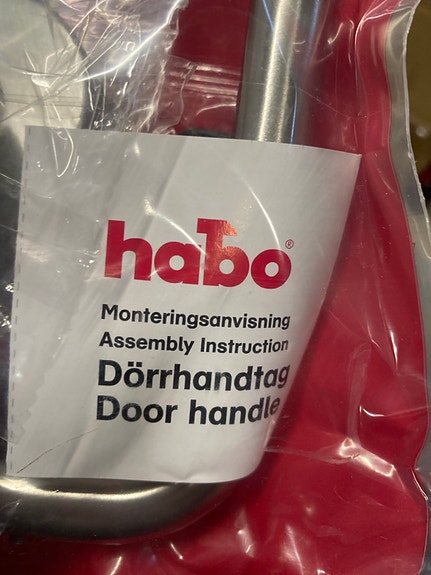 habo®
Monteringsanvisning
Assembly Instruction
Dörrhandtag
Door handle